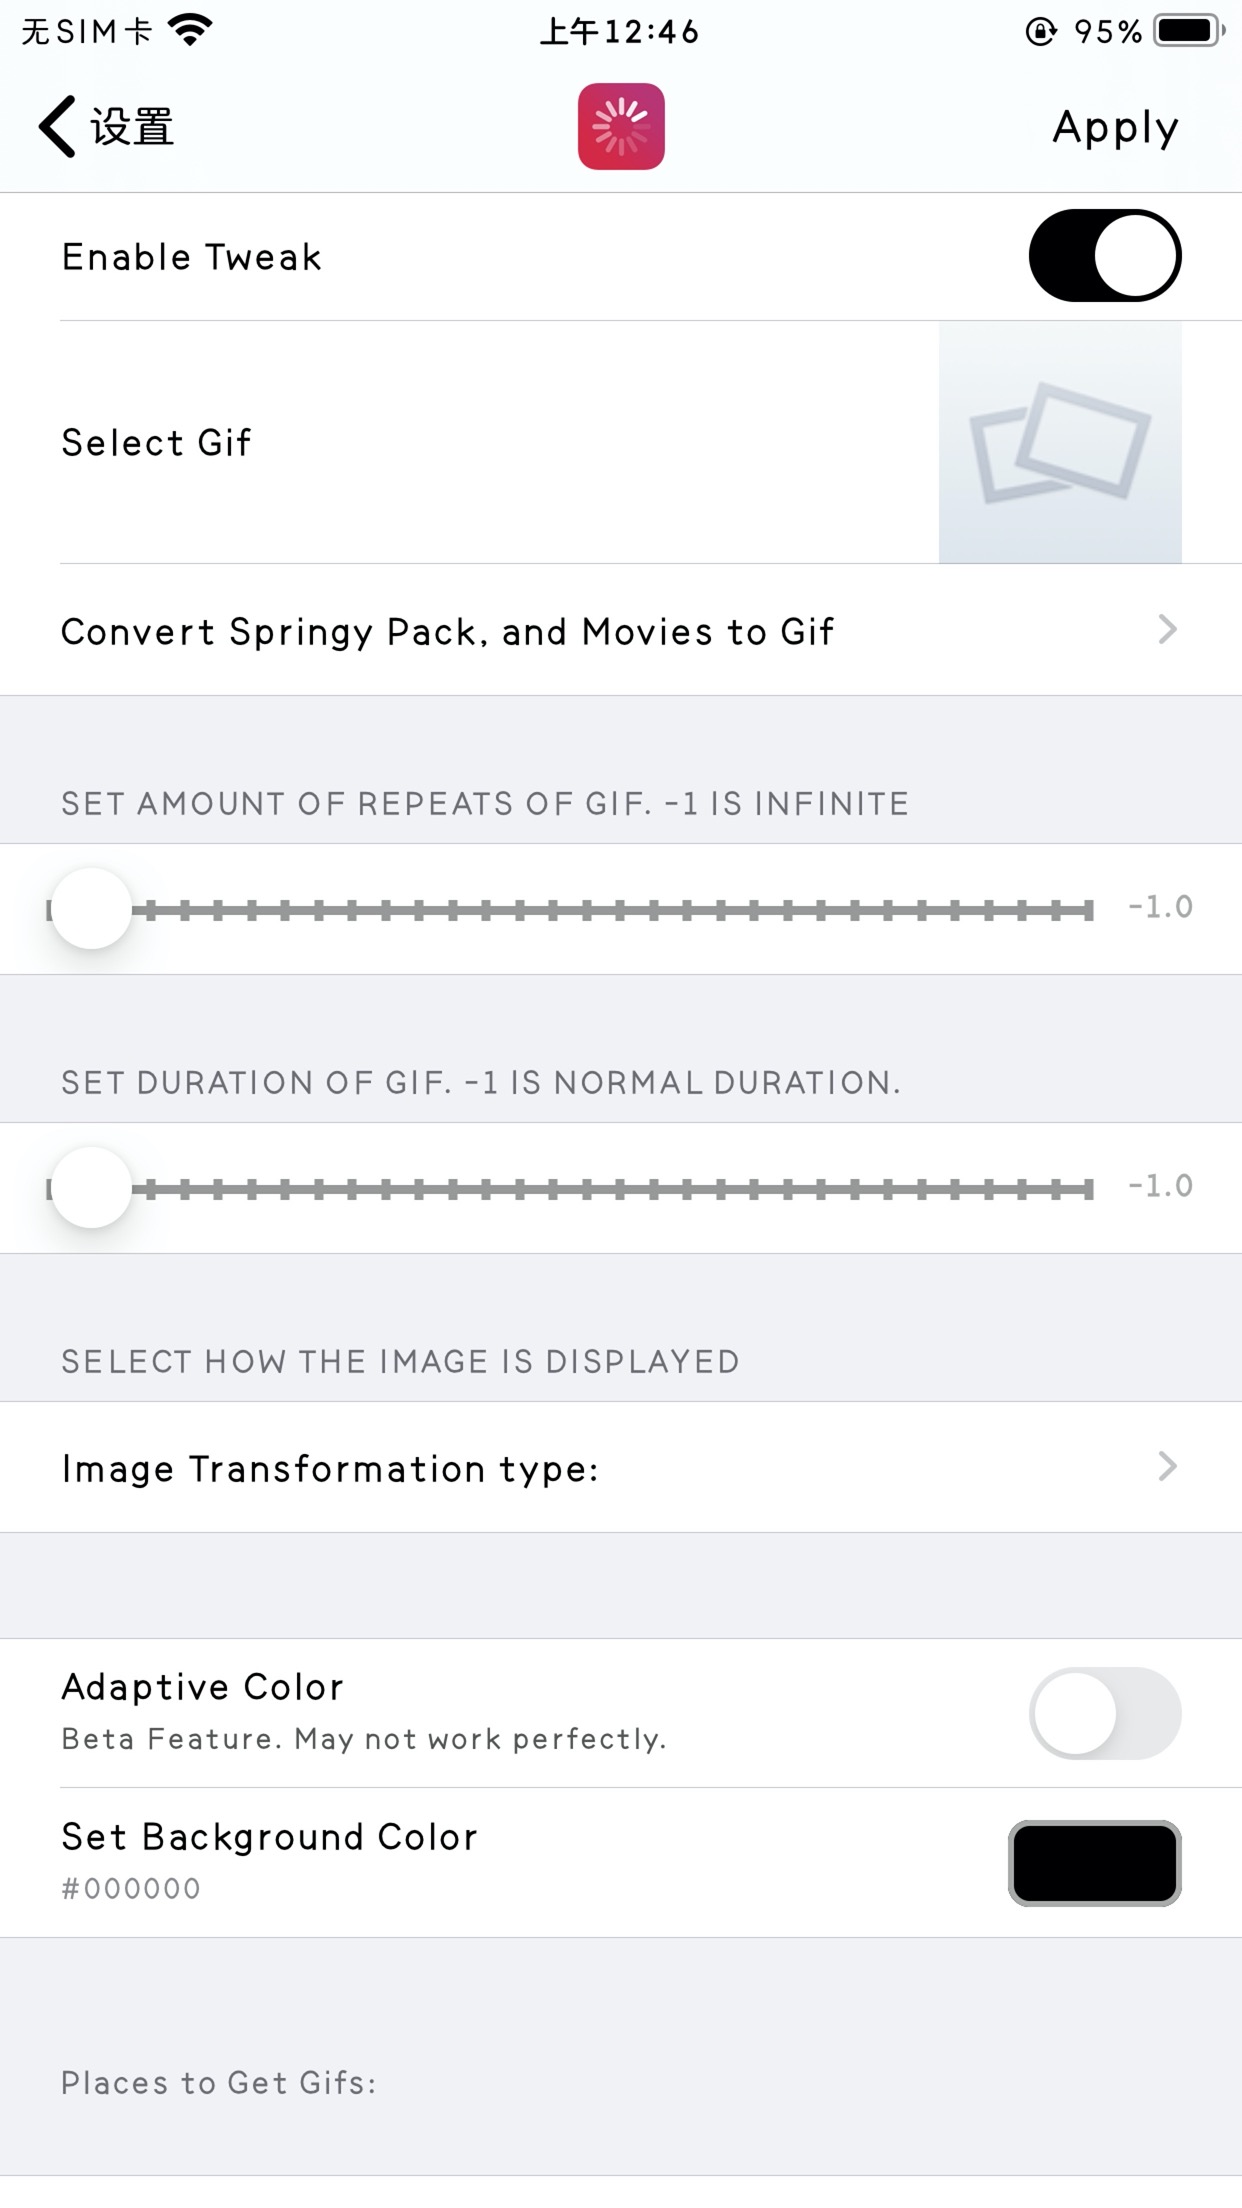 无SIM卡 上午12:46 95%
设置 Apply
Enable Tweak
Select Gif
Convert Springy Pack, and Movies to Gif
SET AMOUNT OF REPEATS OF GIF. -1 IS INFINITE
-1.0
SET DURATION OF GIF. -1 IS NORMAL DURATION.
-1.0
SELECT HOW THE IMAGE IS DISPLAYED
Image Transformation type:
Adaptive Color
Beta Feature. May not work perfectly.
Set Background Color
#000000
Places to Get Gifs: